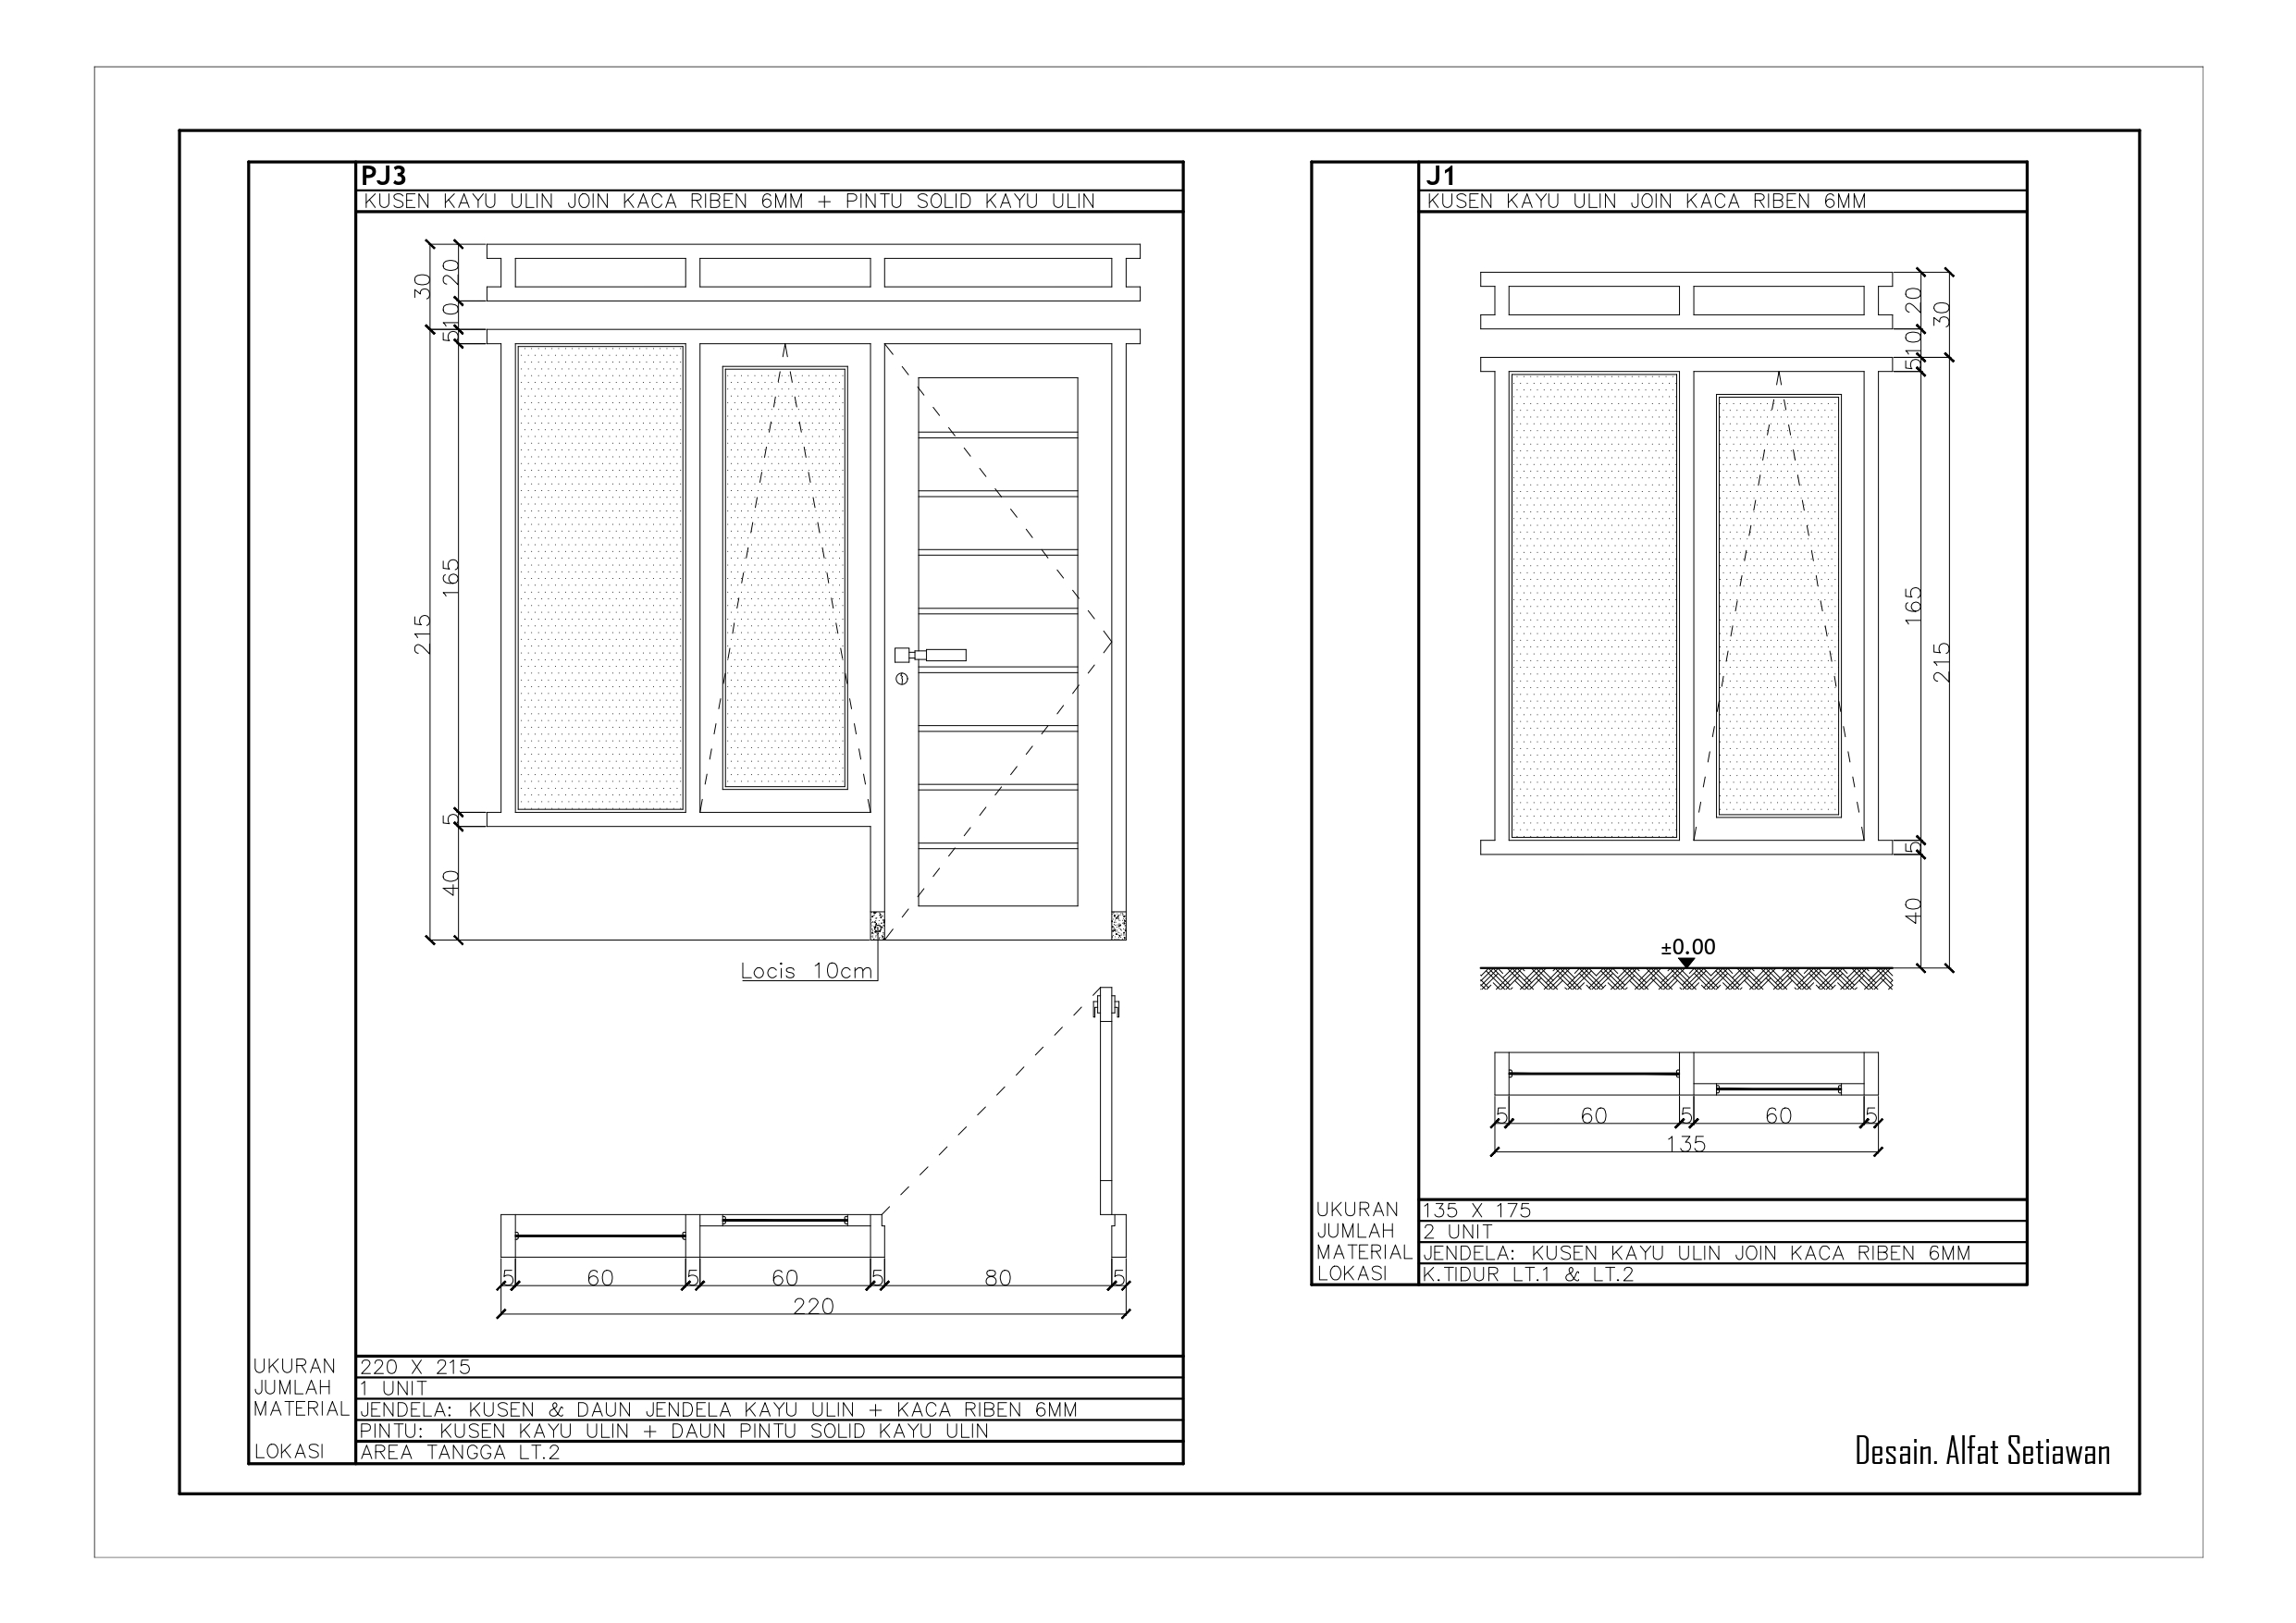 PJ3
KUSEN KAYU ULIN JOIN KACA RIBEN 6MM + PINTU SOLID KAYU ULIN
30
20
10
5
165
215
5
40
Locis 10cm
5
60
5
60
5
80
5
220
UKURAN 220 X 215
JUMLAH 1 UNIT
MATERIAL JENDELA: KUSEN & DAUN JENDELA KAYU ULIN + KACA RIBEN 6MM
PINTU: KUSEN KAYU ULIN + DAUN PINTU SOLID KAYU ULIN
LOKASI AREA TANGGA LT.2
J1
KUSEN KAYU ULIN JOIN KACA RIBEN 6MM
20
30
10
5
165
215
5
40
±0.00
5
60
5
60
5
135
UKURAN 135 X 175
JUMLAH 2 UNIT
MATERIAL JENDELA: KUSEN KAYU ULIN JOIN KACA RIBEN 6MM
LOKASI K.TIDUR LT.1 & LT.2
Desain. Alfat Setiawan